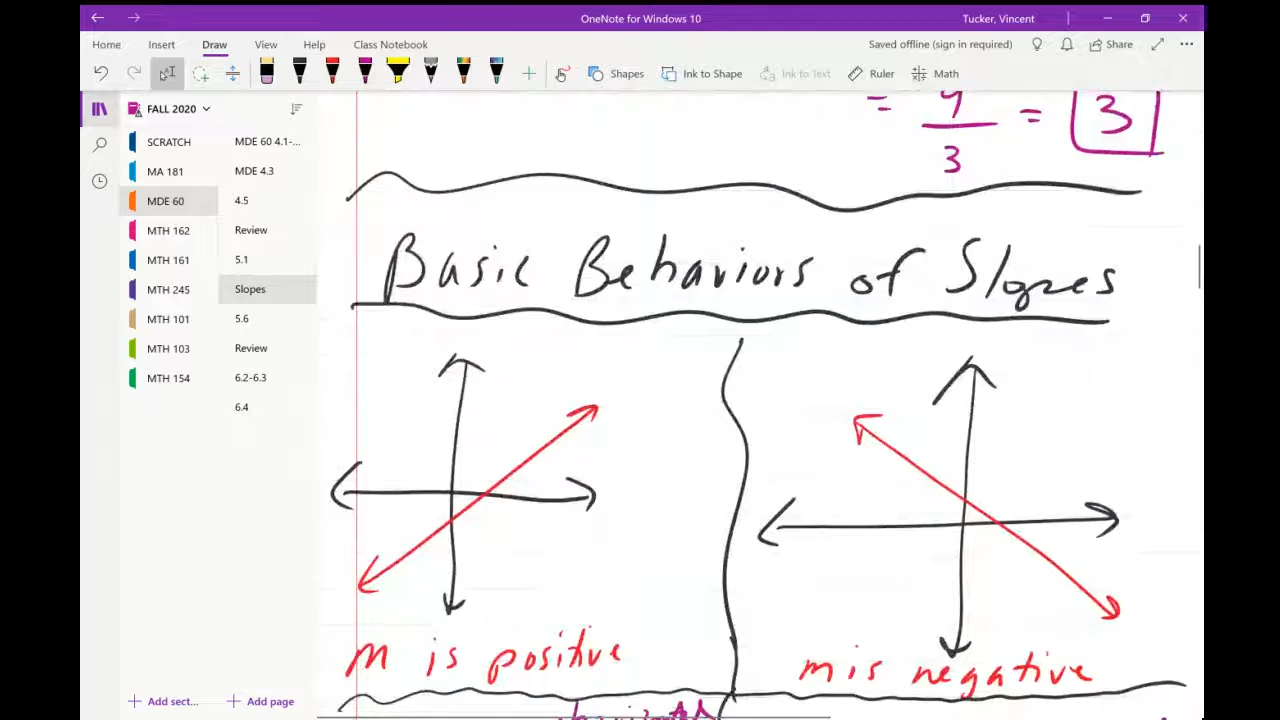 OneNote for Windows 10
Tucker, Vincent
Home Insert Draw View Help Class Notebook
Saved offline (sign in required) Share
Shapes Ink to Shape Ink to Text Ruler Math
FALL 2020
SCRATCH
MA 181
MDE 60
MTH 162
MTH 161
MTH 245
MTH 101
MTH 103
MTH 154
MDE 60 4.1-...
MDE 4.3
4.5
Review
5.1
Slopes
5.6
Review
6.2-6.3
6.4
Add sect...
Add page
= 9/3 = 3
Basic Behaviors of Slopes
m is positive
m is negative
horizontal